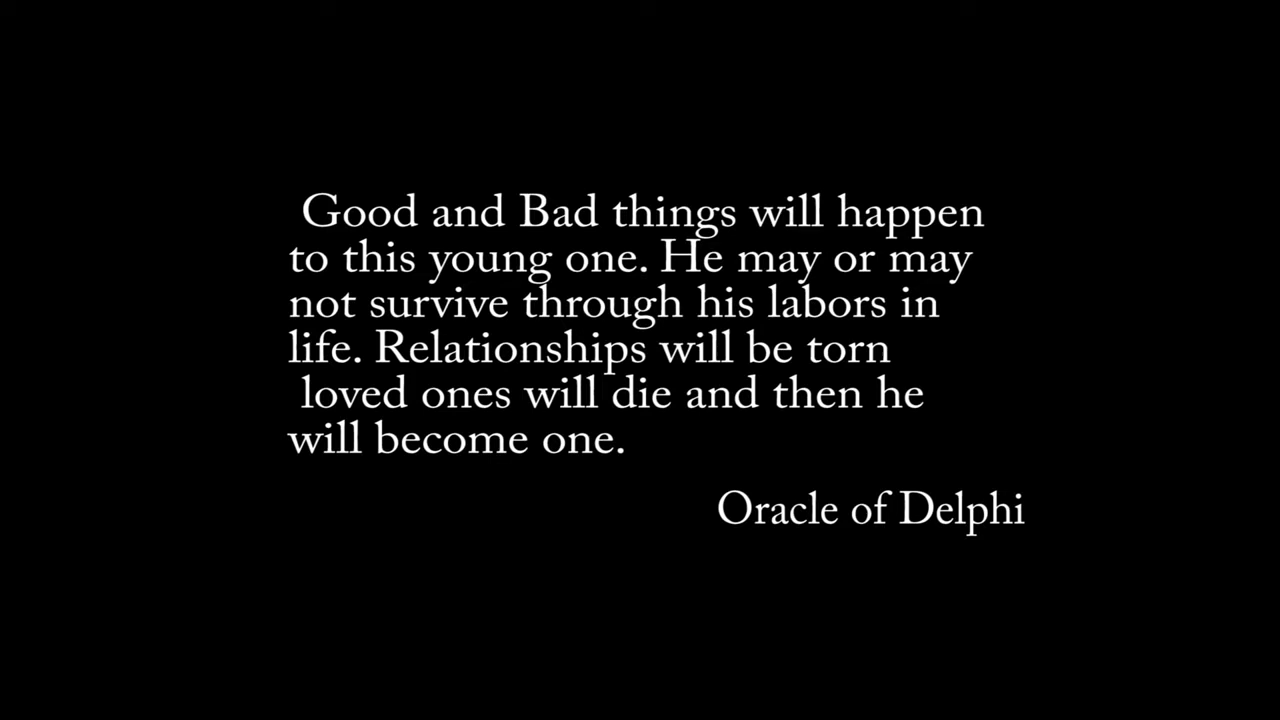 Good and Bad things will happen
to this young one. He may or may
not survive through his labors in
life. Relationships will be torn
loved ones will die and then he
will become one.
Oracle of Delphi